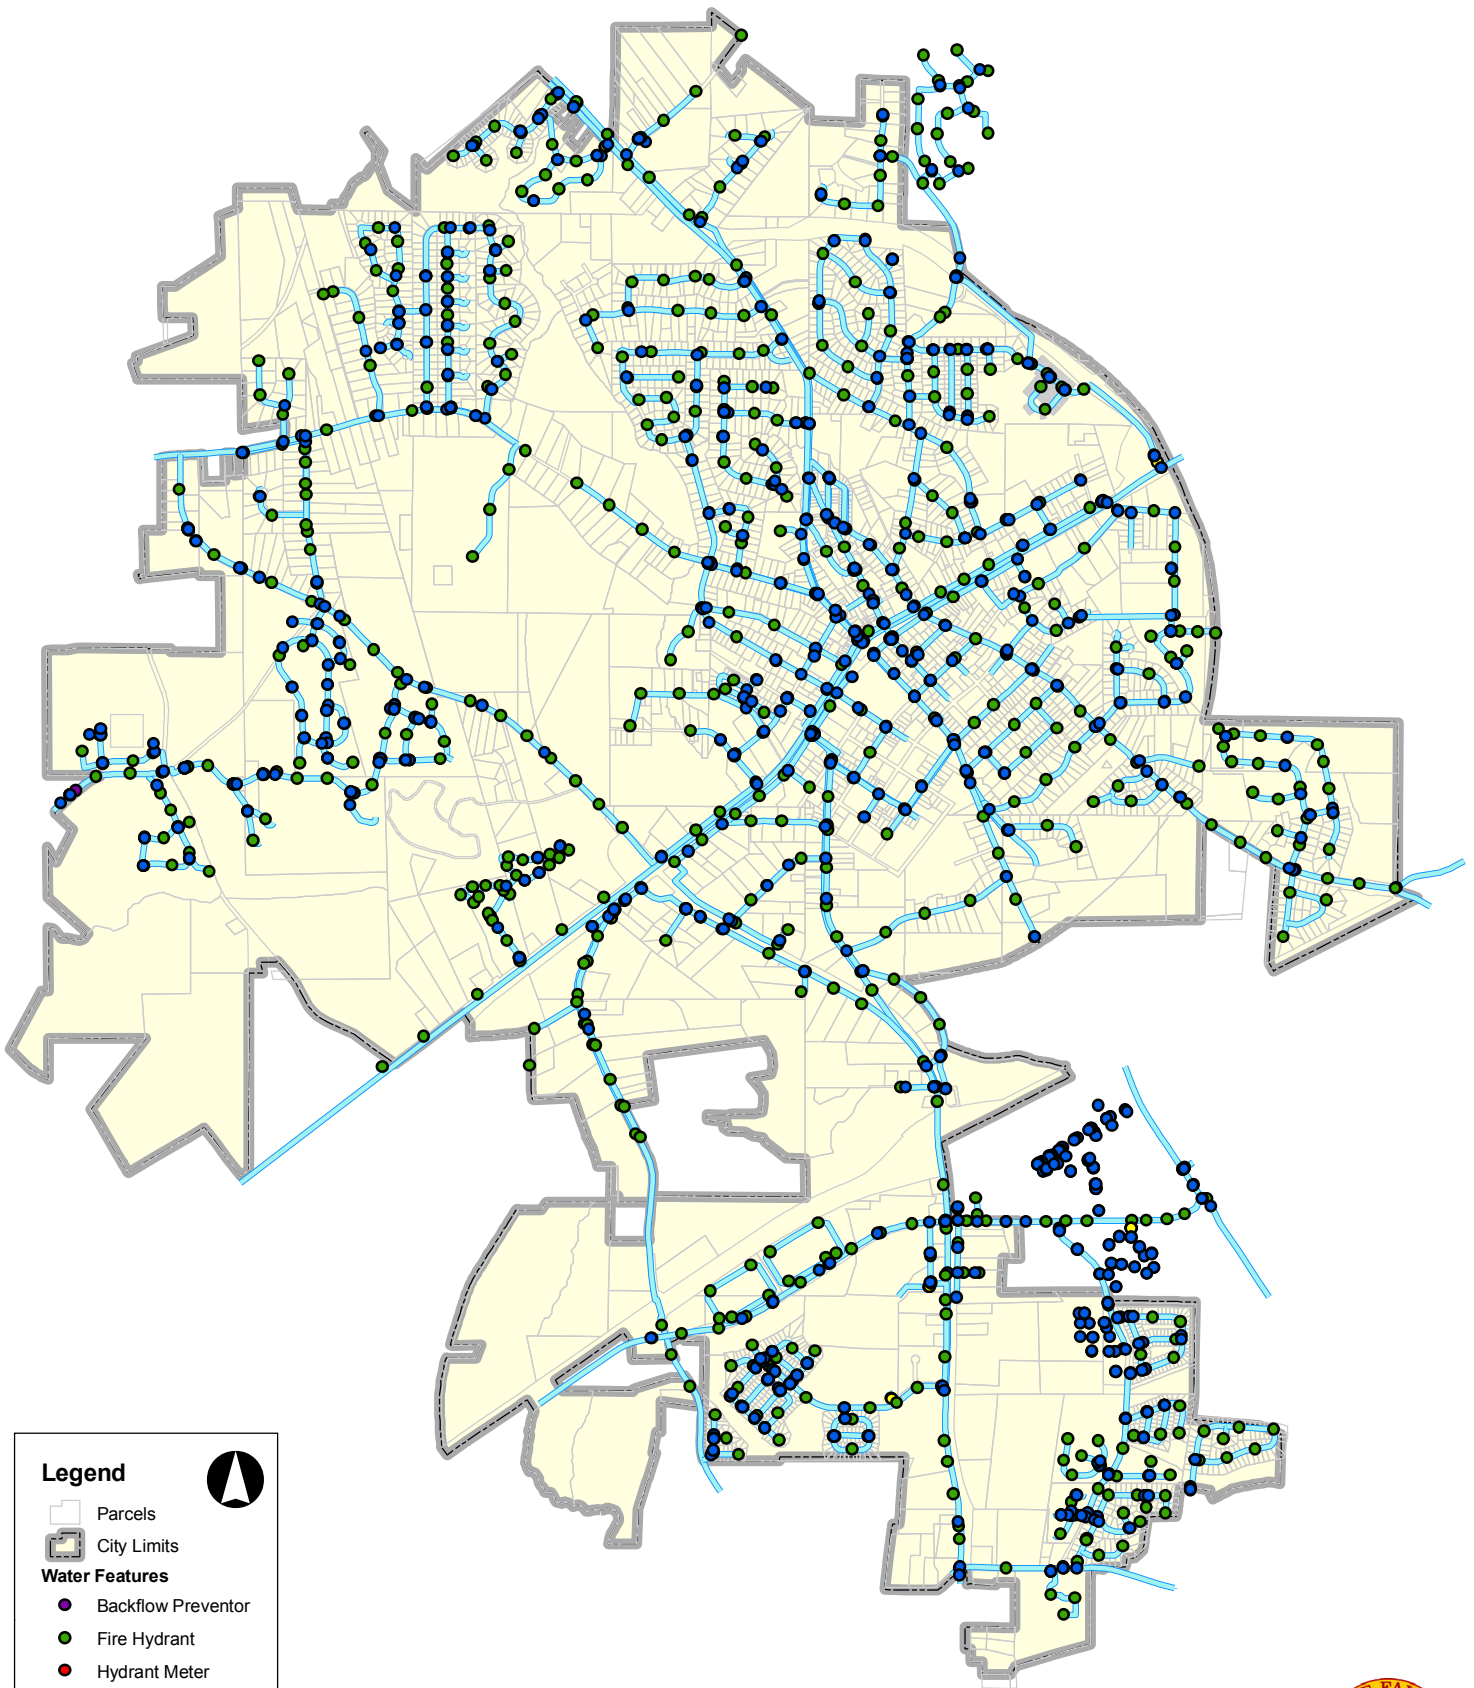 Legend
Parcels
City Limits
Water Features
Backflow Preventor
Fire Hydrant
Hydrant Meter